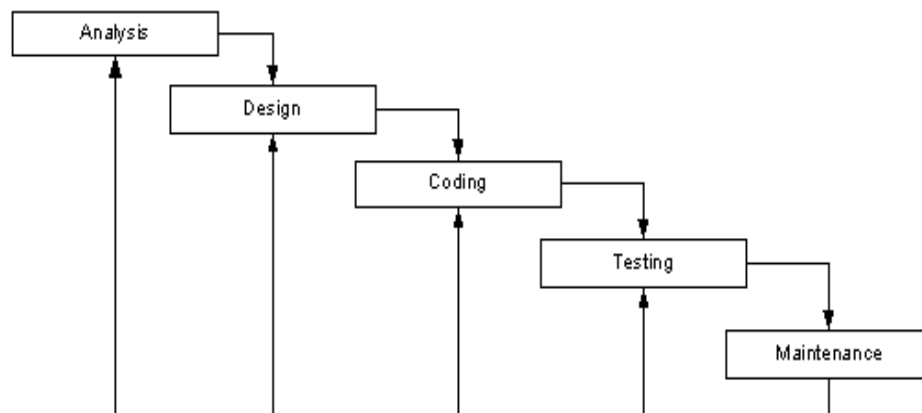 Analysis
Design
Coding
Testing
Maintenance